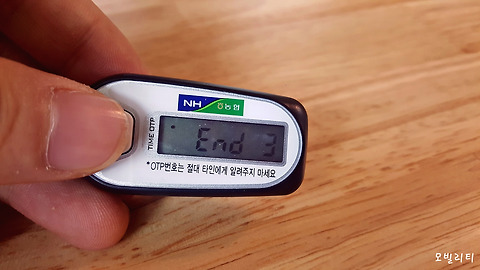 NH 농협
TIME OTP
End 3
*OTP번호는 절대 타인에게 알려주지 마세요
모빌리티